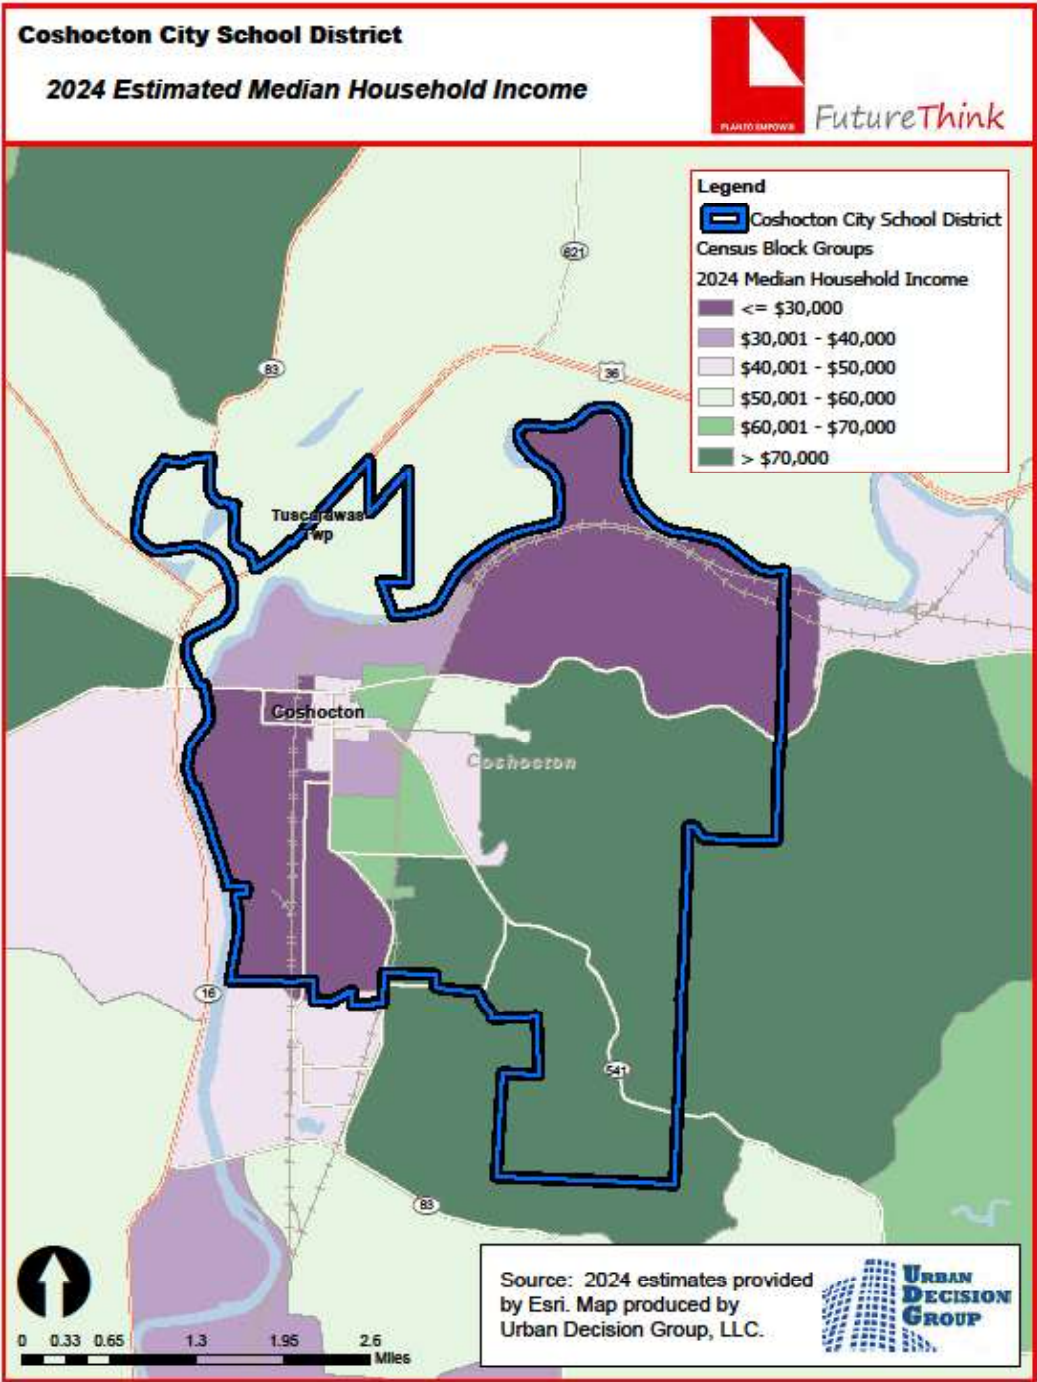 Coshocton City School District
2024 Estimated Median Household Income
PLAN TO EMPOWER
FutureThink
Legend
Coshocton City School District
Census Block Groups
2024 Median Household Income
<= $30,000
$30,001 - $40,000
$40,001 - $50,000
$50,001 - $60,000
$60,001 - $70,000
> $70,000
621
83
36
Tuscarawas
Twp
Coshocton
Coshocton
16
541
83
0 0.33 0.65 1.3 1.95 2.6
Miles
Source: 2024 estimates provided
by Esri. Map produced by
Urban Decision Group, LLC.
URBAN
DECISION
GROUP